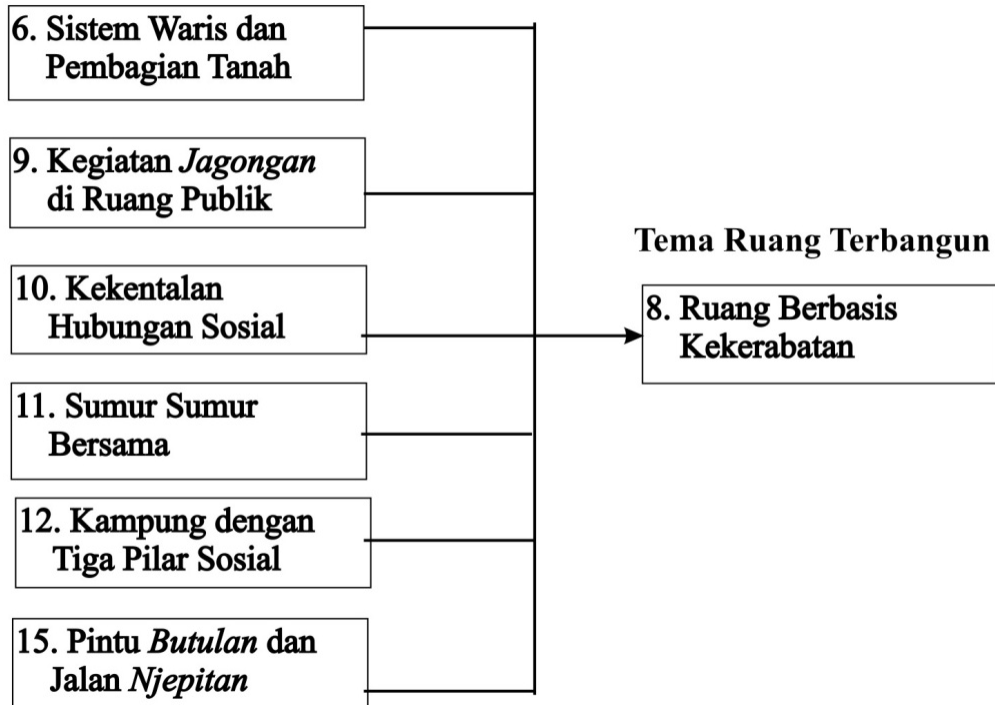 6. Sistem Waris dan
Pembagian Tanah
9. Kegiatan Jagongan
di Ruang Publik
10. Kekentalan
Hubungan Sosial
11. Sumur Sumur
Bersama
12. Kampung dengan
Tiga Pilar Sosial
15. Pintu Butulan dan
Jalan Njepitan
Tema Ruang Terbangun
8. Ruang Berbasis
Kekerabatan